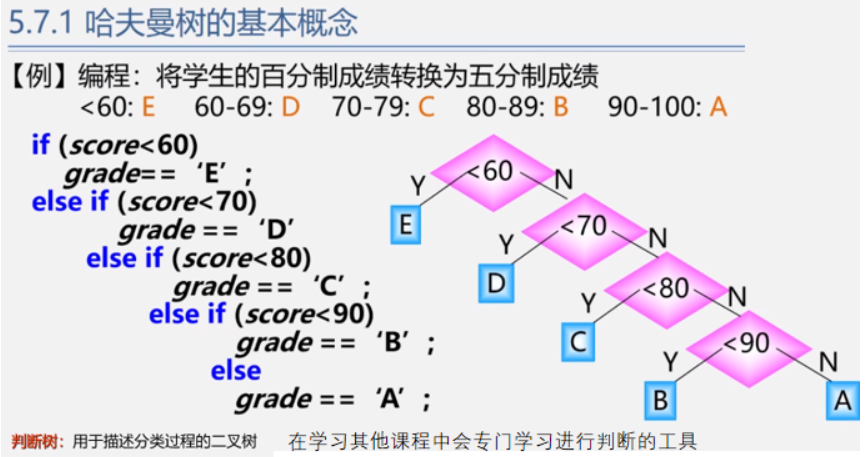 5.7.1 哈夫曼树的基本概念
【例】编程：将学生的百分制成绩转换为五分制成绩
<60: E 60-69: D 70-79: C 80-89: B 90-100: A
if (score<60)
grade== ‘E’ ;
else if (score<70)
grade == ‘D’
else if (score<80)
grade == ‘C’ ;
else if (score<90)
grade == ‘B’ ;
else
grade == ‘A’ ;
<60
Y N
E
<70
Y N
D
<80
Y N
C
<90
Y N
B A
判断树：用于描述分类过程的二叉树 在学习其他课程中会专门学习进行判断的工具